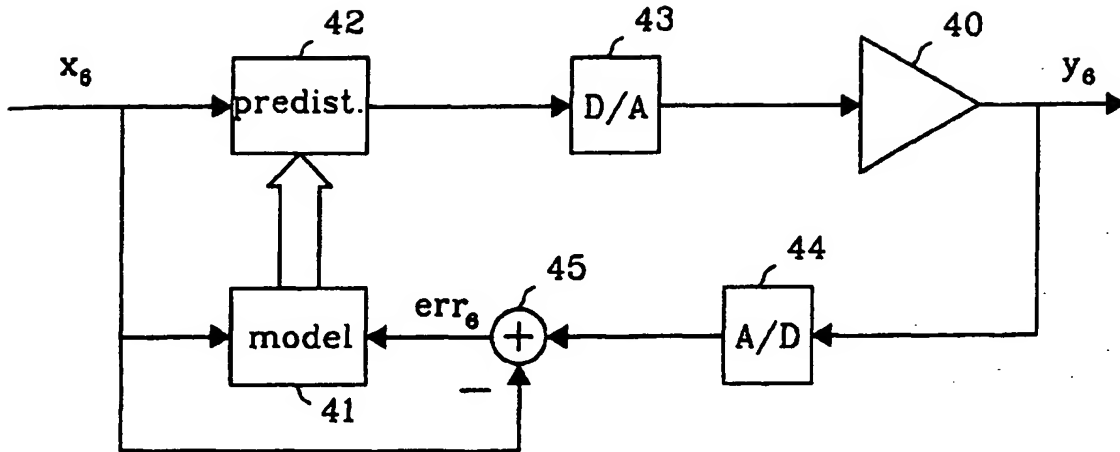 42
43
40
x₆
predist.
D/A
y₆
45
44
err₆
model
+
A/D
−
41